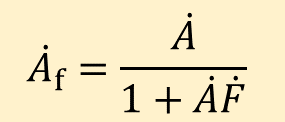 Ȧ_f = Ȧ / (1 + ȦḞ)